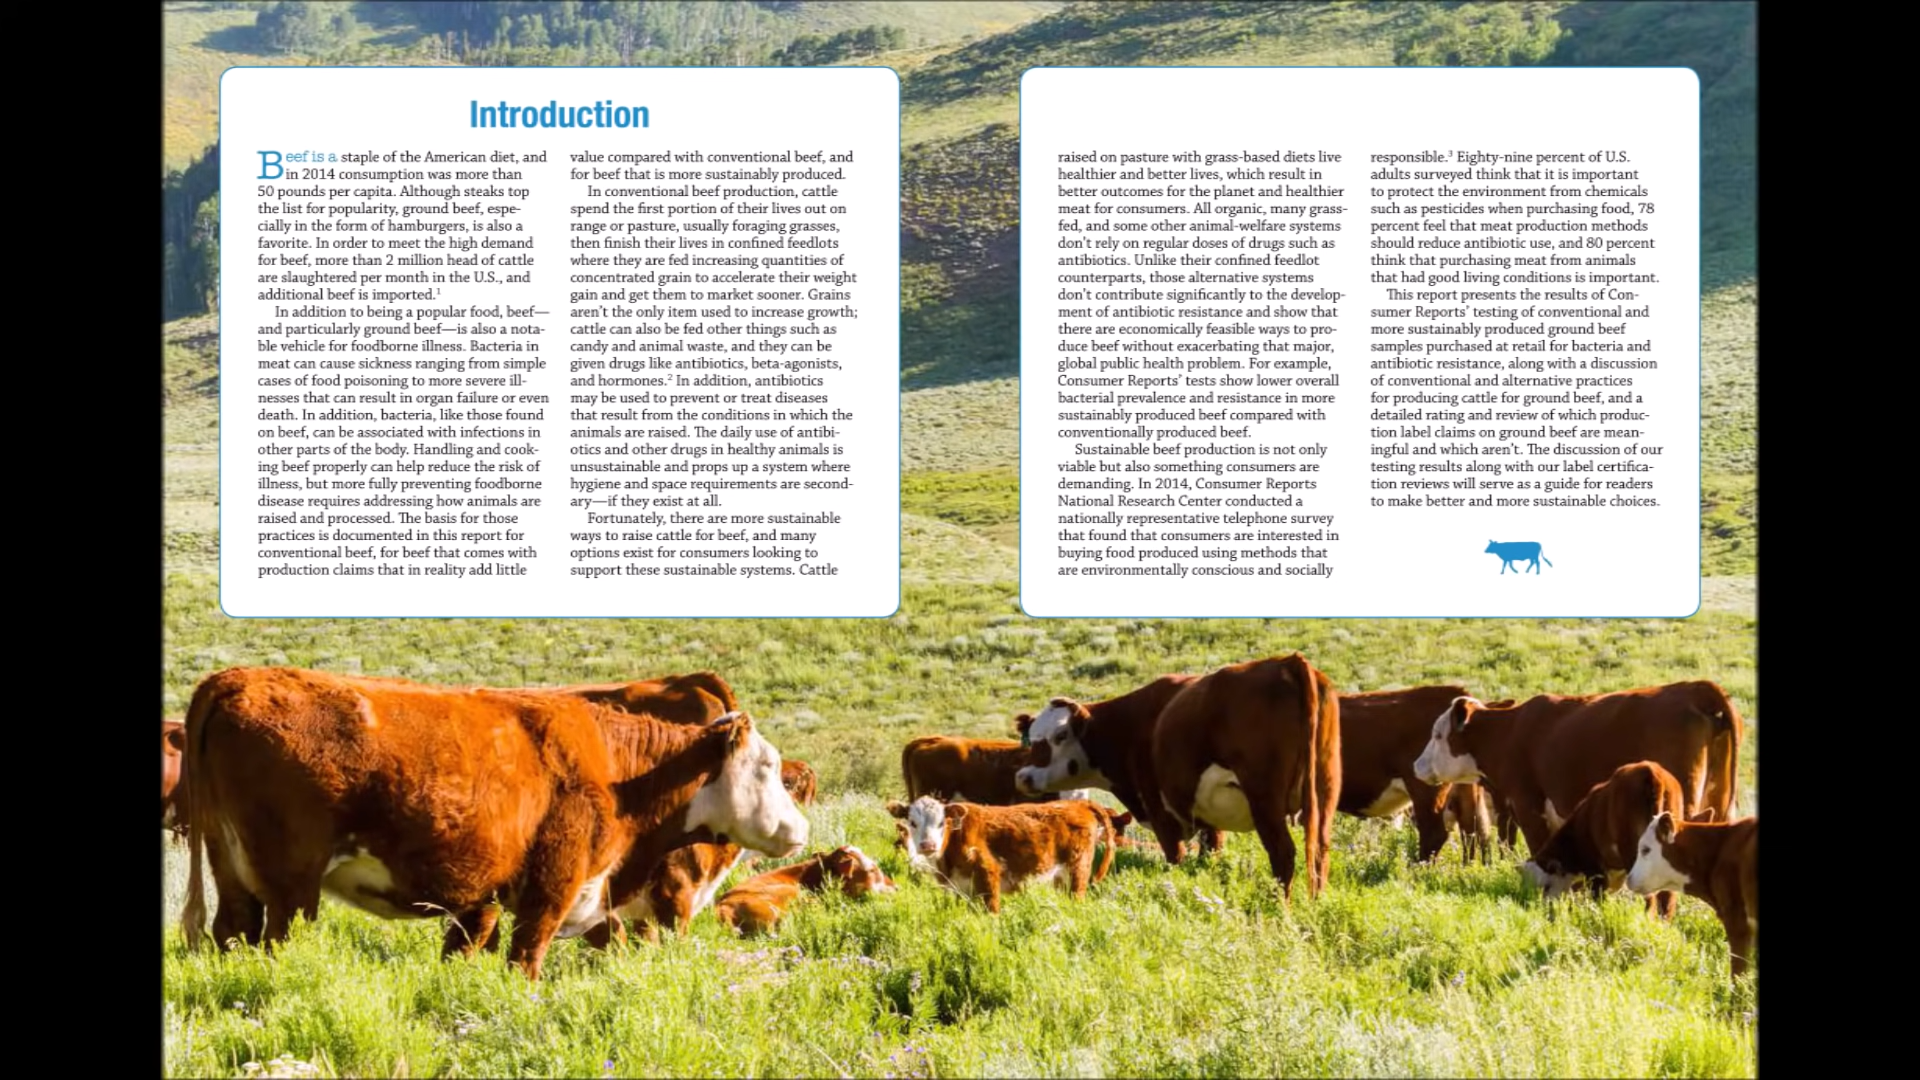 Introduction
Beef is a staple of the American diet, and
in 2014 consumption was more than
50 pounds per capita. Although steaks top
the list for popularity, ground beef, espe-
cially in the form of hamburgers, is also a
favorite. In order to meet the high demand
for beef, more than 2 million head of cattle
are slaughtered per month in the U.S., and
additional beef is imported.¹
In addition to being a popular food, beef—
and particularly ground beef—is also a nota-
ble vehicle for foodborne illness. Bacteria in
meat can cause sickness ranging from simple
cases of food poisoning to more severe ill-
nesses that can result in organ failure or even
death. In addition, bacteria, like those found
on beef, can be associated with infections in
other parts of the body. Handling and cook-
ing beef properly can help reduce the risk of
illness, but more fully preventing foodborne
disease requires addressing how animals are
raised and processed. The basis for those
practices is documented in this report for
conventional beef, for beef that comes with
production claims that in reality add little
value compared with conventional beef, and
for beef that is more sustainably produced.
In conventional beef production, cattle
spend the first portion of their lives out on
range or pasture, usually foraging grasses,
then finish their lives in confined feedlots
where they are fed increasing quantities of
concentrated grain to accelerate their weight
gain and get them to market sooner. Grains
aren't the only item used to increase growth;
cattle can also be fed other things such as
candy and animal waste, and they can be
given drugs like antibiotics, beta-agonists,
and hormones.² In addition, antibiotics
may be used to prevent or treat diseases
that result from the conditions in which the
animals are raised. The daily use of antibi-
otics and other drugs in healthy animals is
unsustainable and props up a system where
hygiene and space requirements are second-
ary—if they exist at all.
Fortunately, there are more sustainable
ways to raise cattle for beef, and many
options exist for consumers looking to
support these sustainable systems. Cattle
raised on pasture with grass-based diets live
healthier and better lives, which result in
better outcomes for the planet and healthier
meat for consumers. All organic, many grass-
fed, and some other animal-welfare systems
don't rely on regular doses of drugs such as
antibiotics. Unlike their confined feedlot
counterparts, those alternative systems
don't contribute significantly to the develop-
ment of antibiotic resistance and show that
there are economically feasible ways to pro-
duce beef without exacerbating that major,
global public health problem. For example,
Consumer Reports' tests show lower overall
bacterial prevalence and resistance in more
sustainably produced beef compared with
conventionally produced beef.
Sustainable beef production is not only
viable but also something consumers are
demanding. In 2014, Consumer Reports
National Research Center conducted a
nationally representative telephone survey
that found that consumers are interested in
buying food produced using methods that
are environmentally conscious and socially
responsible.³ Eighty-nine percent of U.S.
adults surveyed think that it is important
to protect the environment from chemicals
such as pesticides when purchasing food, 78
percent feel that meat production methods
should reduce antibiotic use, and 80 percent
think that purchasing meat from animals
that had good living conditions is important.
This report presents the results of Con-
sumer Reports' testing of conventional and
more sustainably produced ground beef
samples purchased at retail for bacteria and
antibiotic resistance, along with a discussion
of conventional and alternative practices
for producing cattle for ground beef, and a
detailed rating and review of which produc-
tion label claims on ground beef are mean-
ingful and which aren't. The discussion of our
testing results along with our label certifica-
tion reviews will serve as a guide for readers
to make better and more sustainable choices.